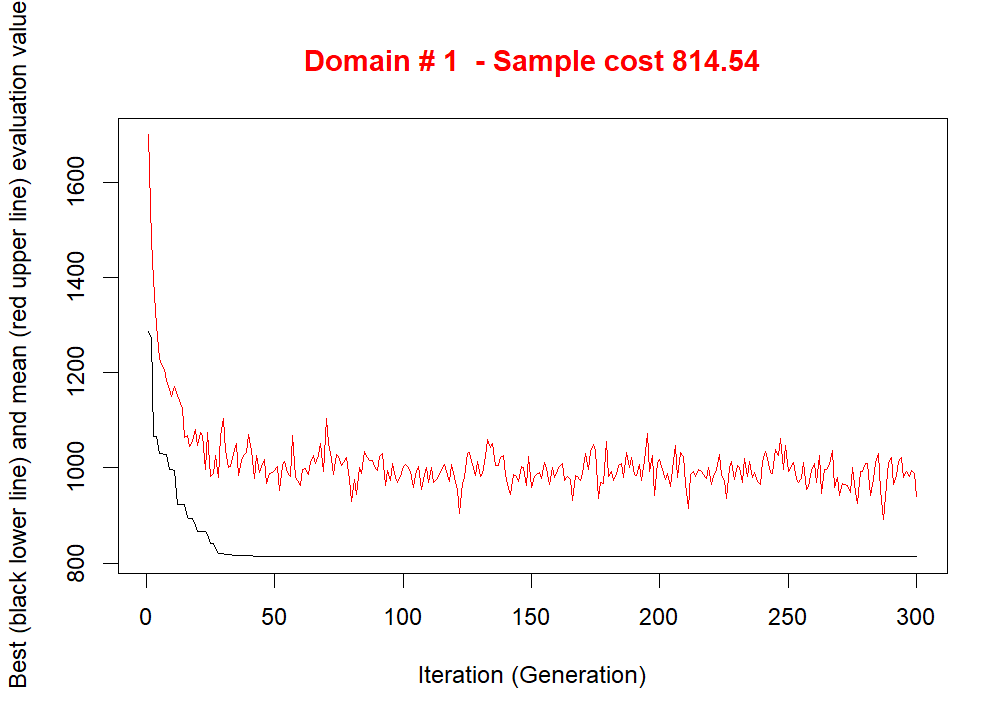 Domain # 1  - Sample cost 814.54
Best (black lower line) and mean (red upper line) evaluation value
1600
1400
1200
1000
800
0 50 100 150 200 250 300
Iteration (Generation)